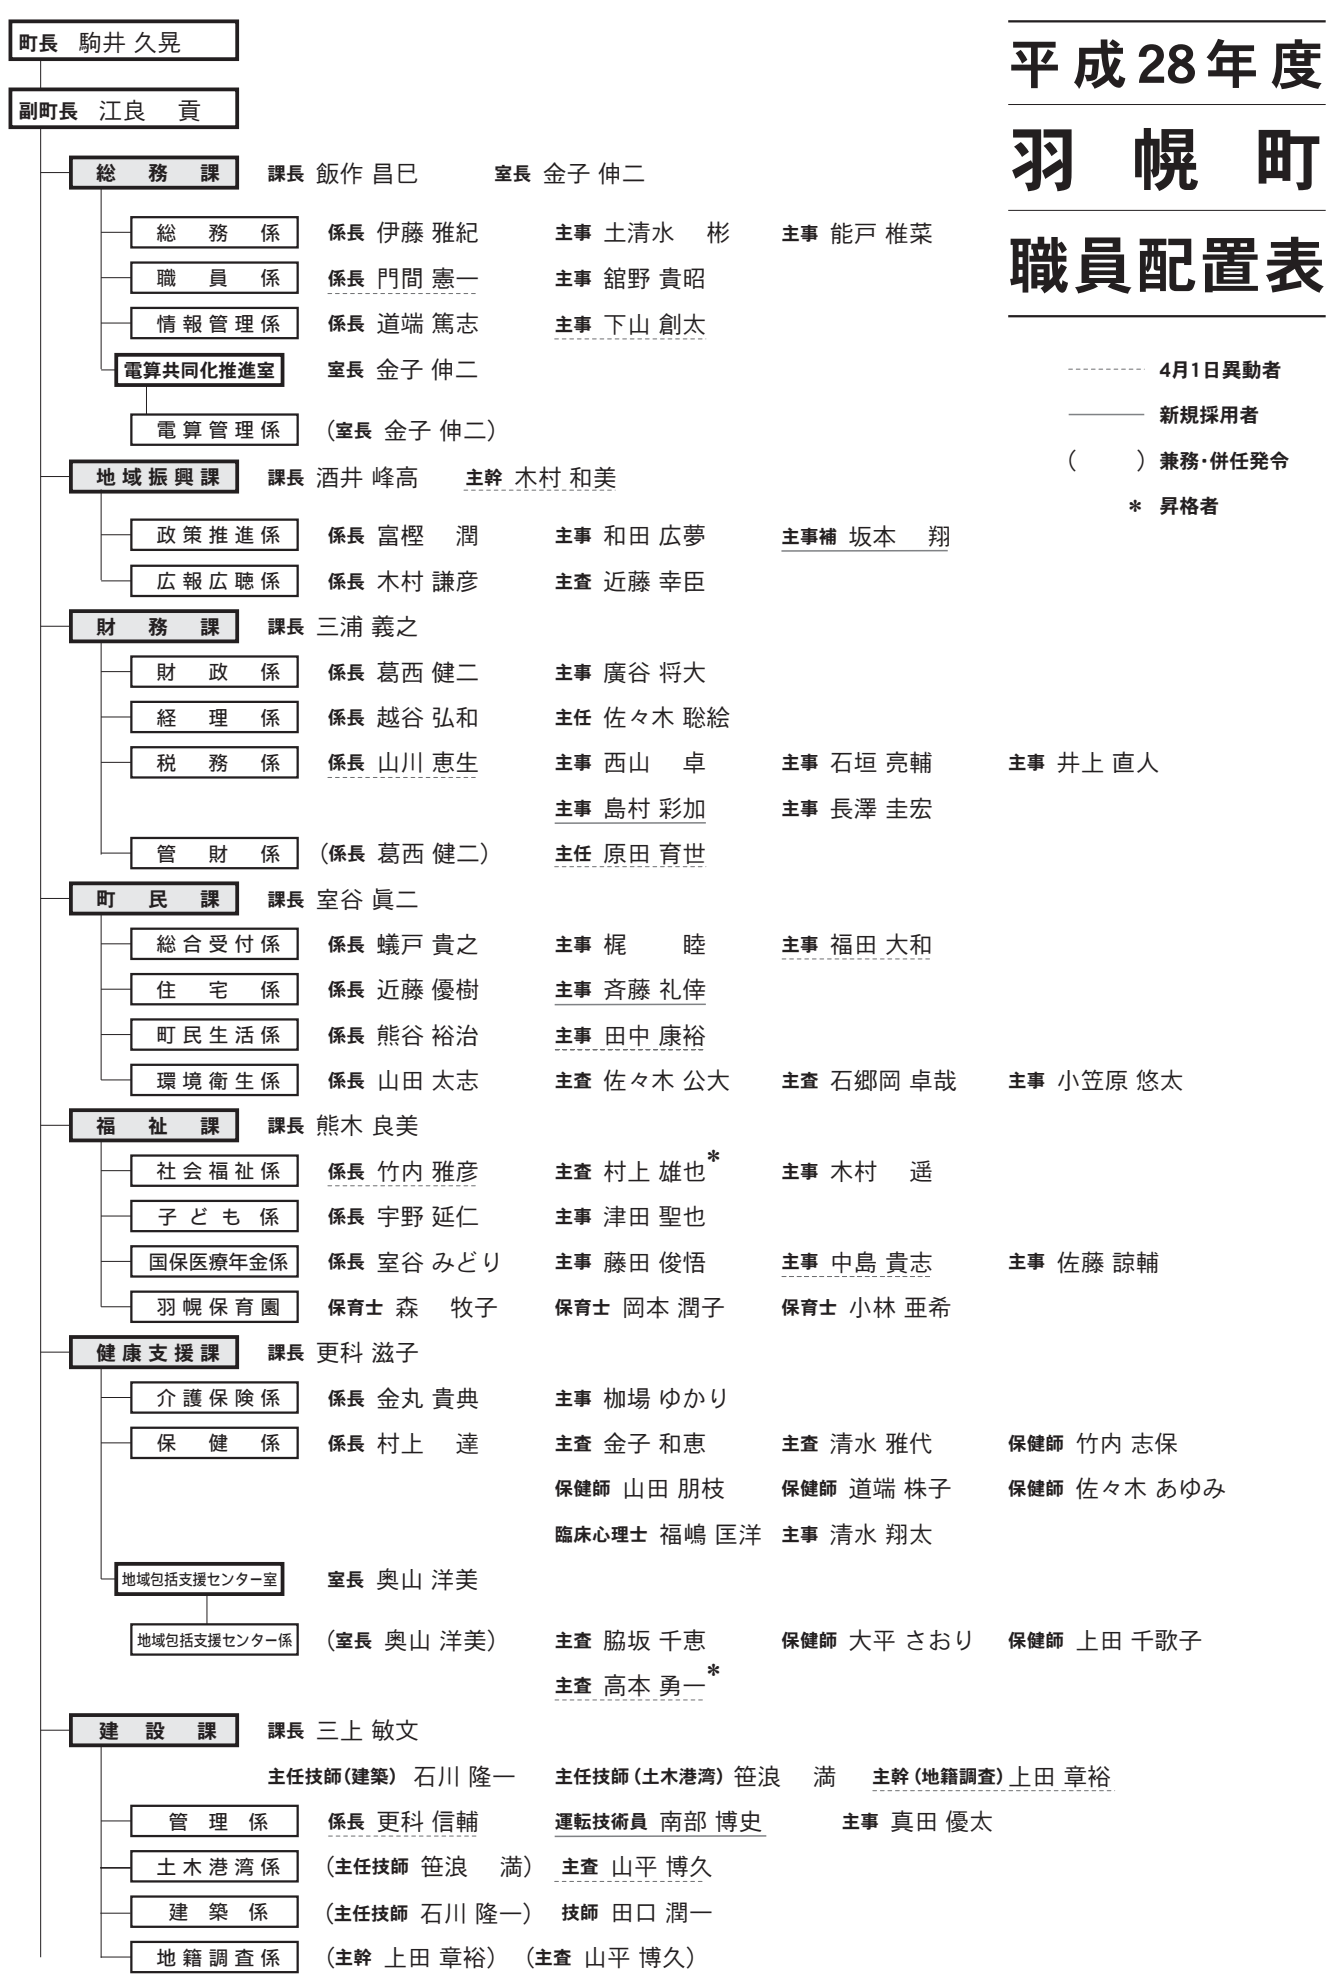 平成28年度
羽幌町
職員配置表
4月1日異動者
新規採用者
( ) 兼務・併任発令
* 昇格者
町長 駒井 久晃
副町長 江良 貢
総務課 課長 飯作 昌巳 室長 金子 伸二
総務係 係長 伊藤 雅紀 主事 土清水 彬 主事 能戸 椎菜
職員係 係長 門間 憲一 主事 舘野 貴昭
情報管理係 係長 道端 篤志 主事 下山 創太
電算共同化推進室 室長 金子 伸二
電算管理係 (室長 金子 伸二)
地域振興課 課長 酒井 峰高 主幹 木村 和美
政策推進係 係長 富樫 潤 主事 和田 広夢 主事補 坂本 翔
広報広聴係 係長 木村 謙彦 主査 近藤 幸臣
財務課 課長 三浦 義之
財政係 係長 葛西 健二 主事 廣谷 将大
経理係 係長 越谷 弘和 主任 佐々木 聡絵
税務係 係長 山川 恵生 主事 西山 卓 主事 石垣 亮輔 主事 井上 直人
主事 島村 彩加 主事 長澤 圭宏
管財係 (係長 葛西 健二) 主任 原田 育世
町民課 課長 室谷 眞二
総合受付係 係長 蟻戸 貴之 主事 梶 睦 主事 福田 大和
住宅係 係長 近藤 優樹 主事 斉藤 礼倖
町民生活係 係長 熊谷 裕治 主事 田中 康裕
環境衛生係 係長 山田 太志 主査 佐々木 公大 主査 石郷岡 卓哉 主事 小笠原 悠太
福祉課 課長 熊木 良美
社会福祉係 係長 竹内 雅彦 主査 村上 雄也* 主事 木村 遥
子ども係 係長 宇野 延仁 主事 津田 聖也
国保医療年金係 係長 室谷 みどり 主事 藤田 俊悟 主事 中島 貴志 主事 佐藤 諒輔
羽幌保育園 保育士 森 牧子 保育士 岡本 潤子 保育士 小林 亜希
健康支援課 課長 更科 滋子
介護保険係 係長 金丸 貴典 主事 枷場 ゆかり
保健係 係長 村上 達 主査 金子 和恵 主査 清水 雅代 保健師 竹内 志保
保健師 山田 朋枝 保健師 道端 株子 保健師 佐々木 あゆみ
臨床心理士 福嶋 匡洋 主事 清水 翔太
地域包括支援センター室 室長 奥山 洋美
地域包括支援センター係 (室長 奥山 洋美) 主査 脇坂 千恵 保健師 大平 さおり 保健師 上田 千歌子
主査 高本 勇一*
建設課 課長 三上 敏文
主任技師(建築) 石川 隆一 主任技師(土木港湾) 笹浪 満 主幹(地籍調査) 上田 章裕
管理係 係長 更科 信輔 運転技術員 南部 博史 主事 真田 優太
土木港湾係 (主任技師 笹浪 満) 主査 山平 博久
建築係 (主任技師 石川 隆一) 技師 田口 潤一
地籍調査係 (主幹 上田 章裕) (主査 山平 博久)